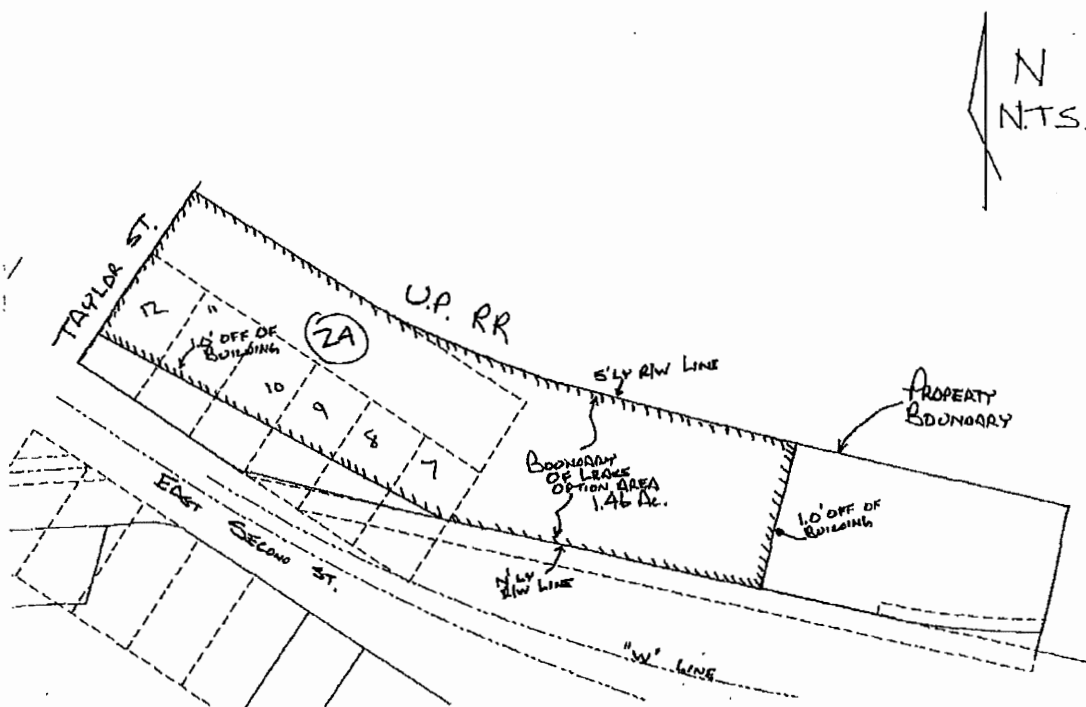 N
N.T.S.
TAYLOR ST.
U.P. RR
12
11
1.0' OFF OF
BUILDING
2A
10
9
8
7
S'LY R/W LINE
PROPERTY
BOUNDARY
BOUNDARY
OF LEASE
OPTION AREA
1.46 AC.
1.0' OFF OF
BUILDING
EAST SECOND ST.
N'LY
R/W LINE
"W" LINE